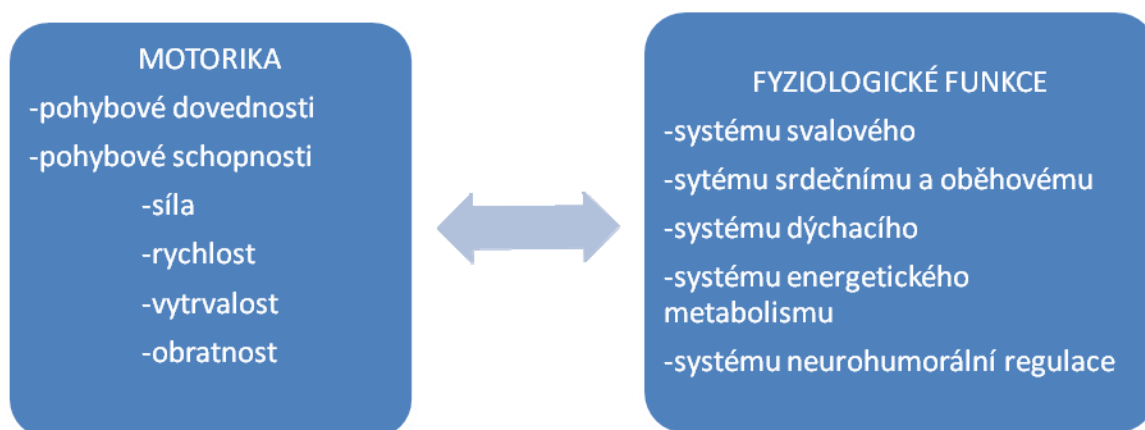 MOTORIKA
-pohybové dovednosti
-pohybové schopnosti
-síla
-rychlost
-vytrvalost
-obratnost
FYZIOLOGICKÉ FUNKCE
-systému svalového
-sytému srdečnímu a oběhovému
-systému dýchacího
-systému energetického
metabolismu
-systému neurohumorální regulace